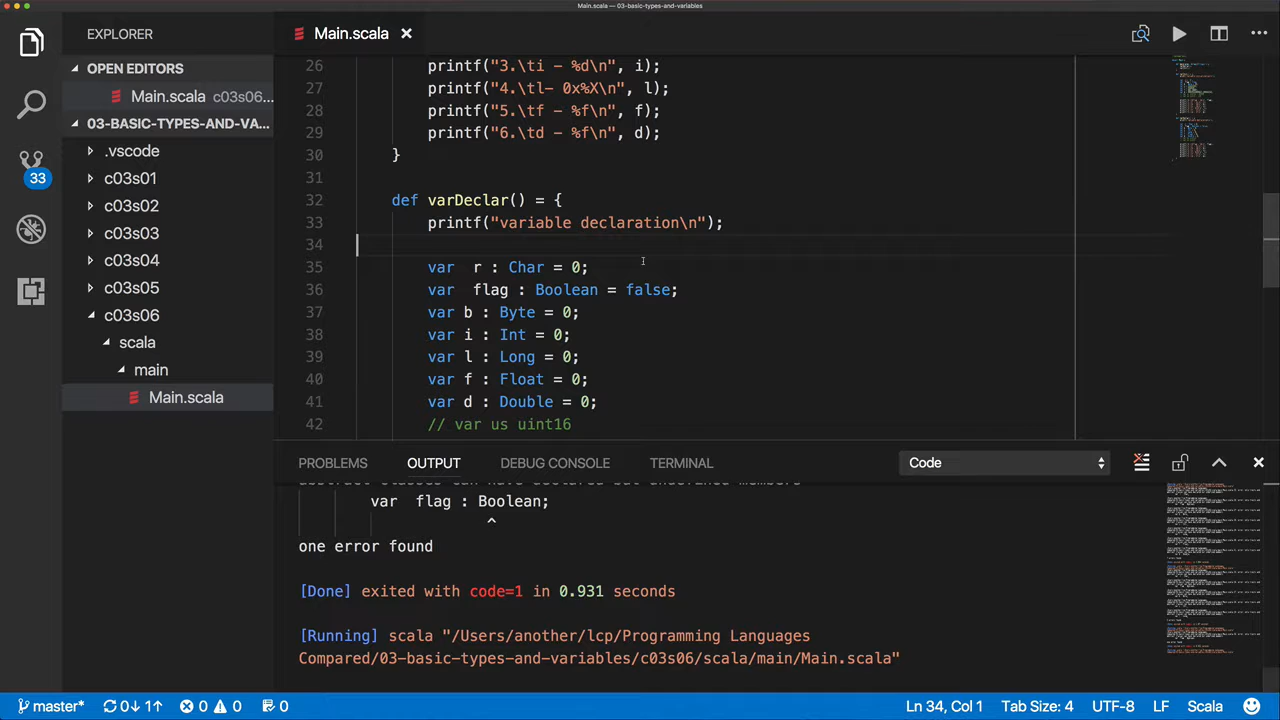 Main.scala — 03-basic-types-and-variables
EXPLORER
OPEN EDITORS
Main.scala c03s06...
03-BASIC-TYPES-AND-VA...
.vscode
c03s01
c03s02
c03s03
c03s04
c03s05
c03s06
scala
main
Main.scala
33
Main.scala
26 printf("3.\ti - %d\n", i);
27 printf("4.\tl- 0x%X\n", l);
28 printf("5.\tf - %f\n", f);
29 printf("6.\td - %f\n", d);
30 }
31
32 def varDeclar() = {
33 printf("variable declaration\n");
34
35 var  r : Char = 0;
36 var  flag : Boolean = false;
37 var b : Byte = 0;
38 var i : Int = 0;
39 var l : Long = 0;
40 var f : Float = 0;
41 var d : Double = 0;
42 // var us uint16
PROBLEMS OUTPUT DEBUG CONSOLE TERMINAL Code
var  flag : Boolean;
^
one error found
[Done] exited with code=1 in 0.931 seconds
[Running] scala "/Users/another/lcp/Programming Languages
Compared/03-basic-types-and-variables/c03s06/scala/main/Main.scala"
master* 0↓ 1↑ 0 0 0 Ln 34, Col 1 Tab Size: 4 UTF-8 LF Scala